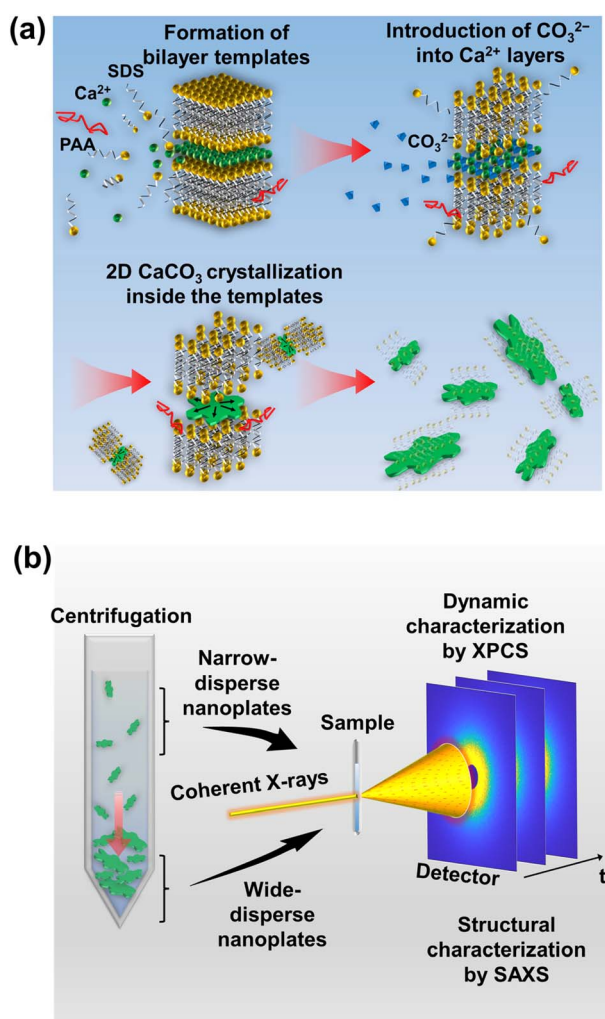 (a)
Formation of
bilayer templates
Introduction of CO₃²⁻
into Ca²⁺ layers
SDS
Ca²⁺
PAA
CO₃²⁻
2D CaCO₃ crystallization
inside the templates
(b)
Centrifugation
Narrow-
disperse
nanoplates
Sample
Dynamic
characterization
by XPCS
Coherent X-rays
Wide-
disperse
nanoplates
Detector
t
Structural
characterization
by SAXS